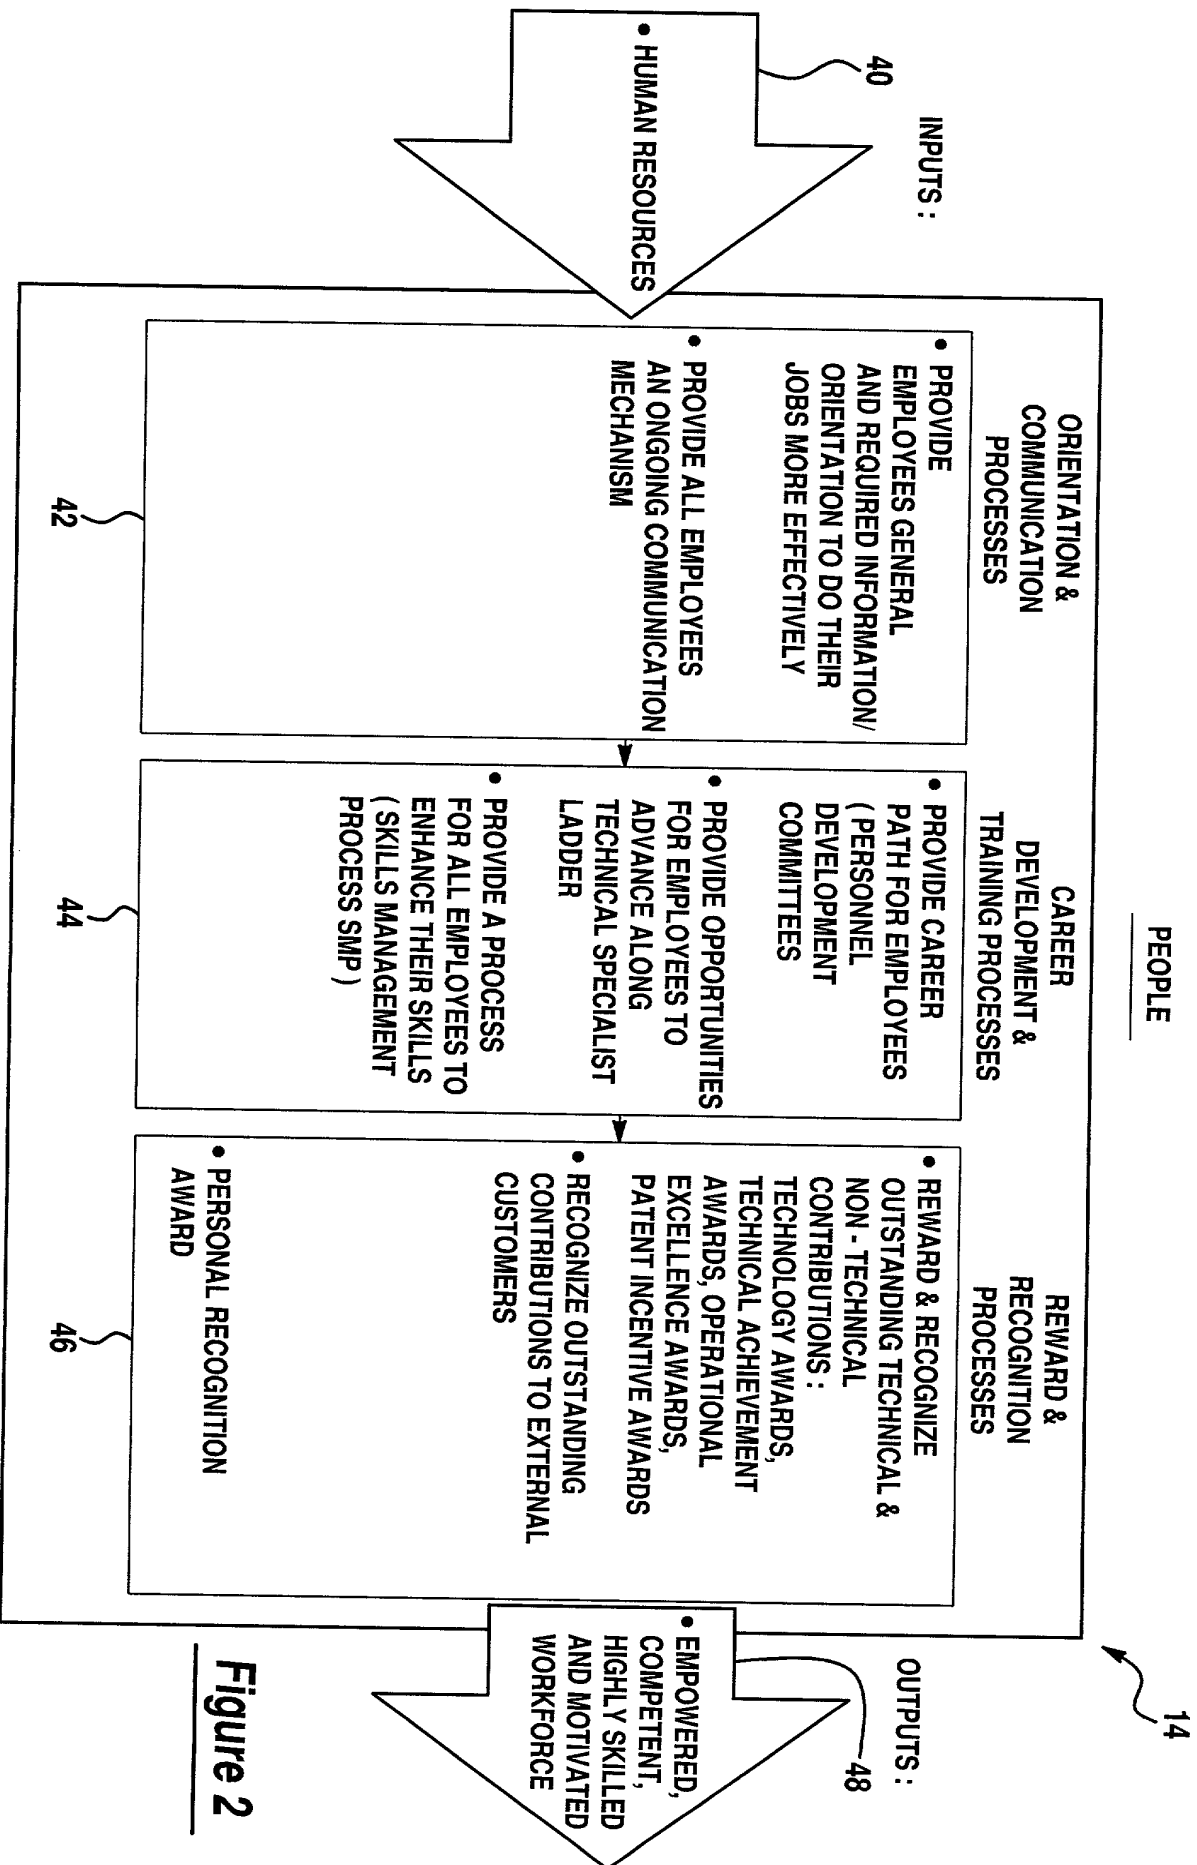 PEOPLE
14
INPUTS :
40
• HUMAN RESOURCES
ORIENTATION &
COMMUNICATION
PROCESSES
• PROVIDE
EMPLOYEES GENERAL
AND REQUIRED INFORMATION/
ORIENTATION TO DO THEIR
JOBS MORE EFFECTIVELY
• PROVIDE ALL EMPLOYEES
AN ONGOING COMMUNICATION
MECHANISM
42
CAREER
DEVELOPMENT &
TRAINING PROCESSES
• PROVIDE CAREER
PATH FOR EMPLOYEES
( PERSONNEL
DEVELOPMENT
COMMITTEES
• PROVIDE OPPORTUNITIES
FOR EMPLOYEES TO
ADVANCE ALONG
TECHNICAL SPECIALIST
LADDER
• PROVIDE A PROCESS
FOR ALL EMPLOYEES TO
ENHANCE THEIR SKILLS
( SKILLS MANAGEMENT
PROCESS SMP )
44
REWARD &
RECOGNITION
PROCESSES
• REWARD & RECOGNIZE
OUTSTANDING TECHNICAL &
NON - TECHNICAL
CONTRIBUTIONS :
TECHNOLOGY AWARDS,
TECHNICAL ACHIEVEMENT
AWARDS, OPERATIONAL
EXCELLENCE AWARDS,
PATENT INCENTIVE AWARDS
• RECOGNIZE OUTSTANDING
CONTRIBUTIONS TO EXTERNAL
CUSTOMERS
• PERSONAL RECOGNITION
AWARD
46
OUTPUTS :
48
• EMPOWERED,
COMPETENT,
HIGHLY SKILLED
AND MOTIVATED
WORKFORCE
Figure 2